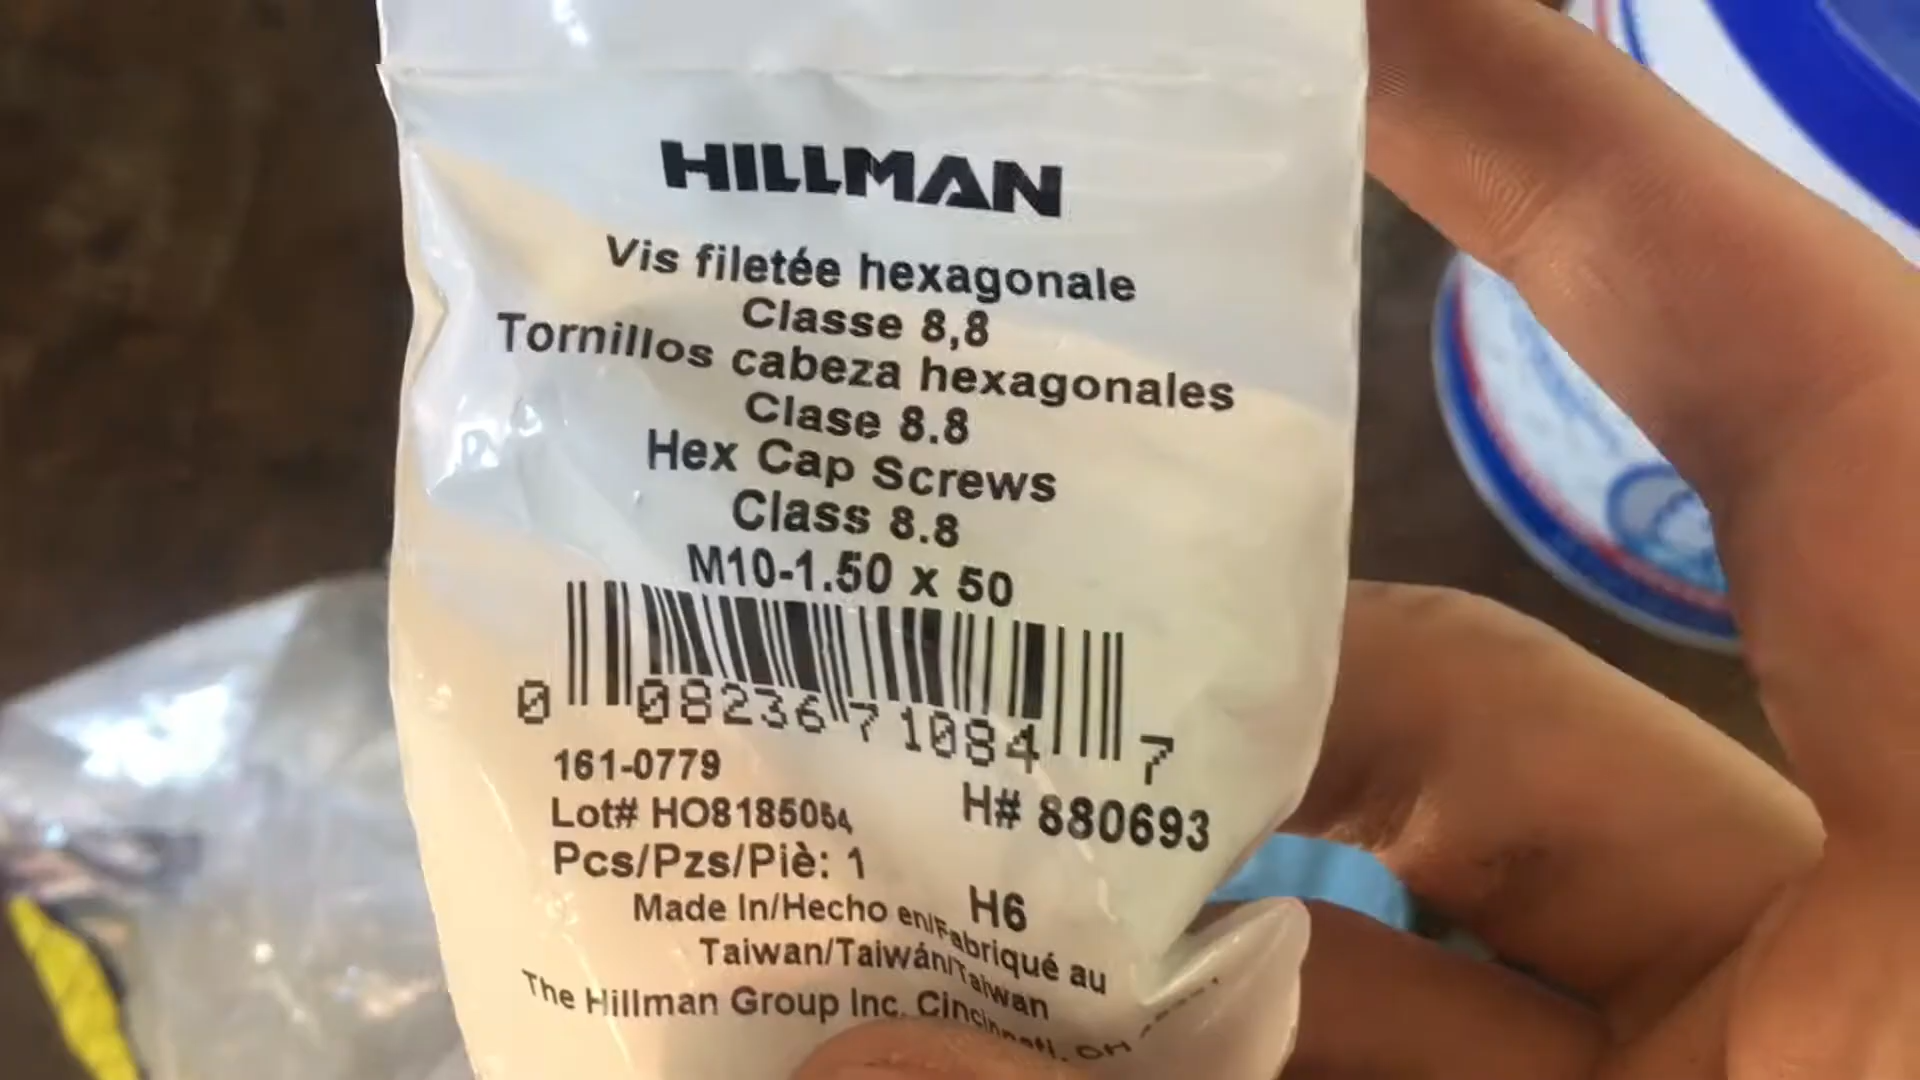 HILLMAN
Vis filetée hexagonale
Classe 8,8
Tornillos cabeza hexagonales
Clase 8.8
Hex Cap Screws
Class 8.8
M10-1.50 x 50
0 08236 71084 7
161-0779
Lot# HO8185064 H# 880693
Pcs/Pzs/Piè: 1
H6
Made In/Hecho en/Fabriqué au
Taiwan/Taiwán/Taiwan
The Hillman Group Inc. Cincinnati, OH